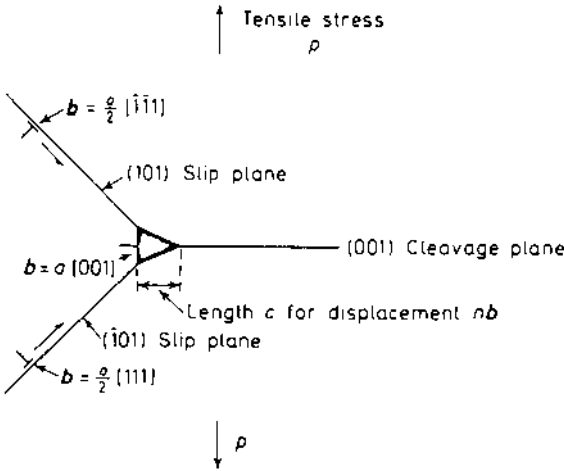 Tensile stress
p
b = a/2 [1̄1̄1]
(101) Slip plane
(001) Cleavage plane
b = a [001]
Length c for displacement nb
(1̄01) Slip plane
b = a/2 [111]
p